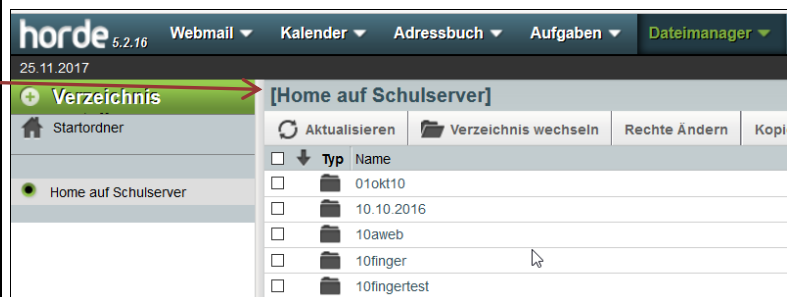 horde 5.2.16 Webmail Kalender Adressbuch Aufgaben Dateimanager
25.11.2017
Verzeichnis
[Home auf Schulserver]
Startordner
Aktualisieren Verzeichnis wechseln Rechte Ändern Kopi
Typ Name
01okt10
Home auf Schulserver
10.10.2016
10aweb
10finger
10fingertest